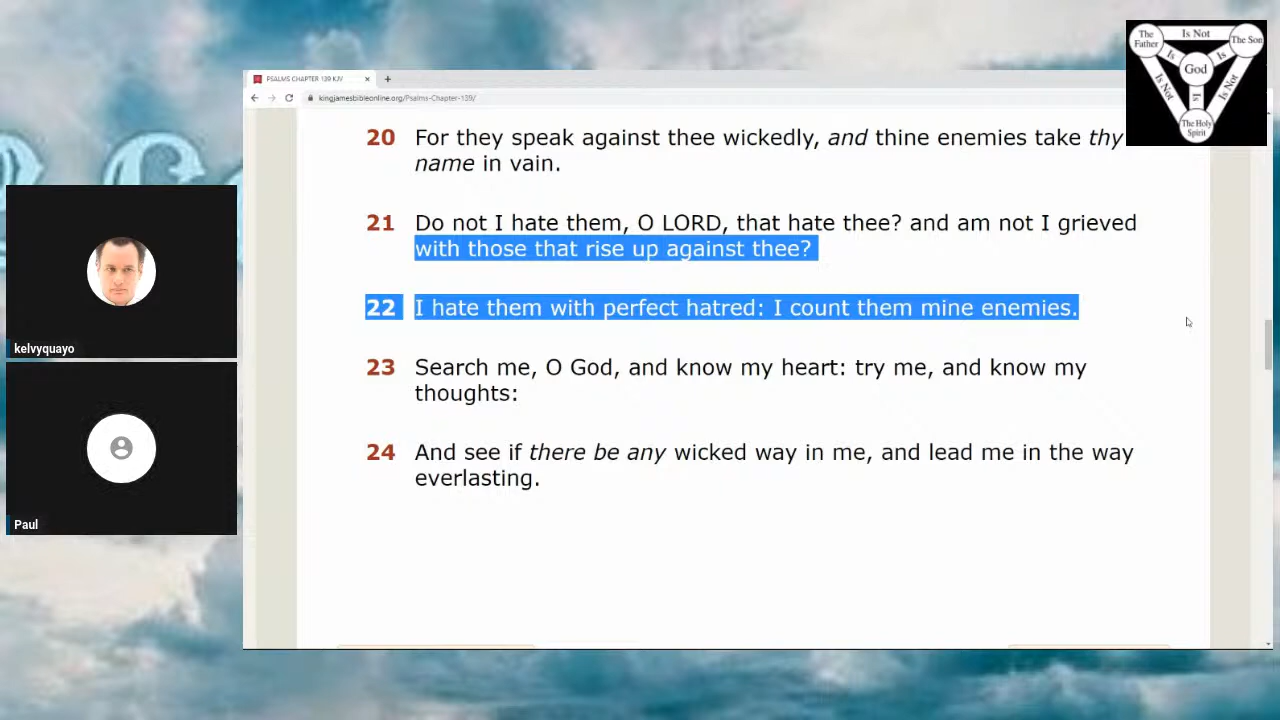 PSALMS CHAPTER 139 KJV
kingjamesbibleonline.org/Psalms-Chapter-139/
20 For they speak against thee wickedly, and thine enemies take thy
name in vain.
21 Do not I hate them, O LORD, that hate thee? and am not I grieved
with those that rise up against thee?
22 I hate them with perfect hatred: I count them mine enemies.
23 Search me, O God, and know my heart: try me, and know my
thoughts:
24 And see if there be any wicked way in me, and lead me in the way
everlasting.
kelvyquayo
Paul
The
Father
Is Not
The Son
Is
Is
God
Is Not
Is
Is Not
The Holy
Spirit